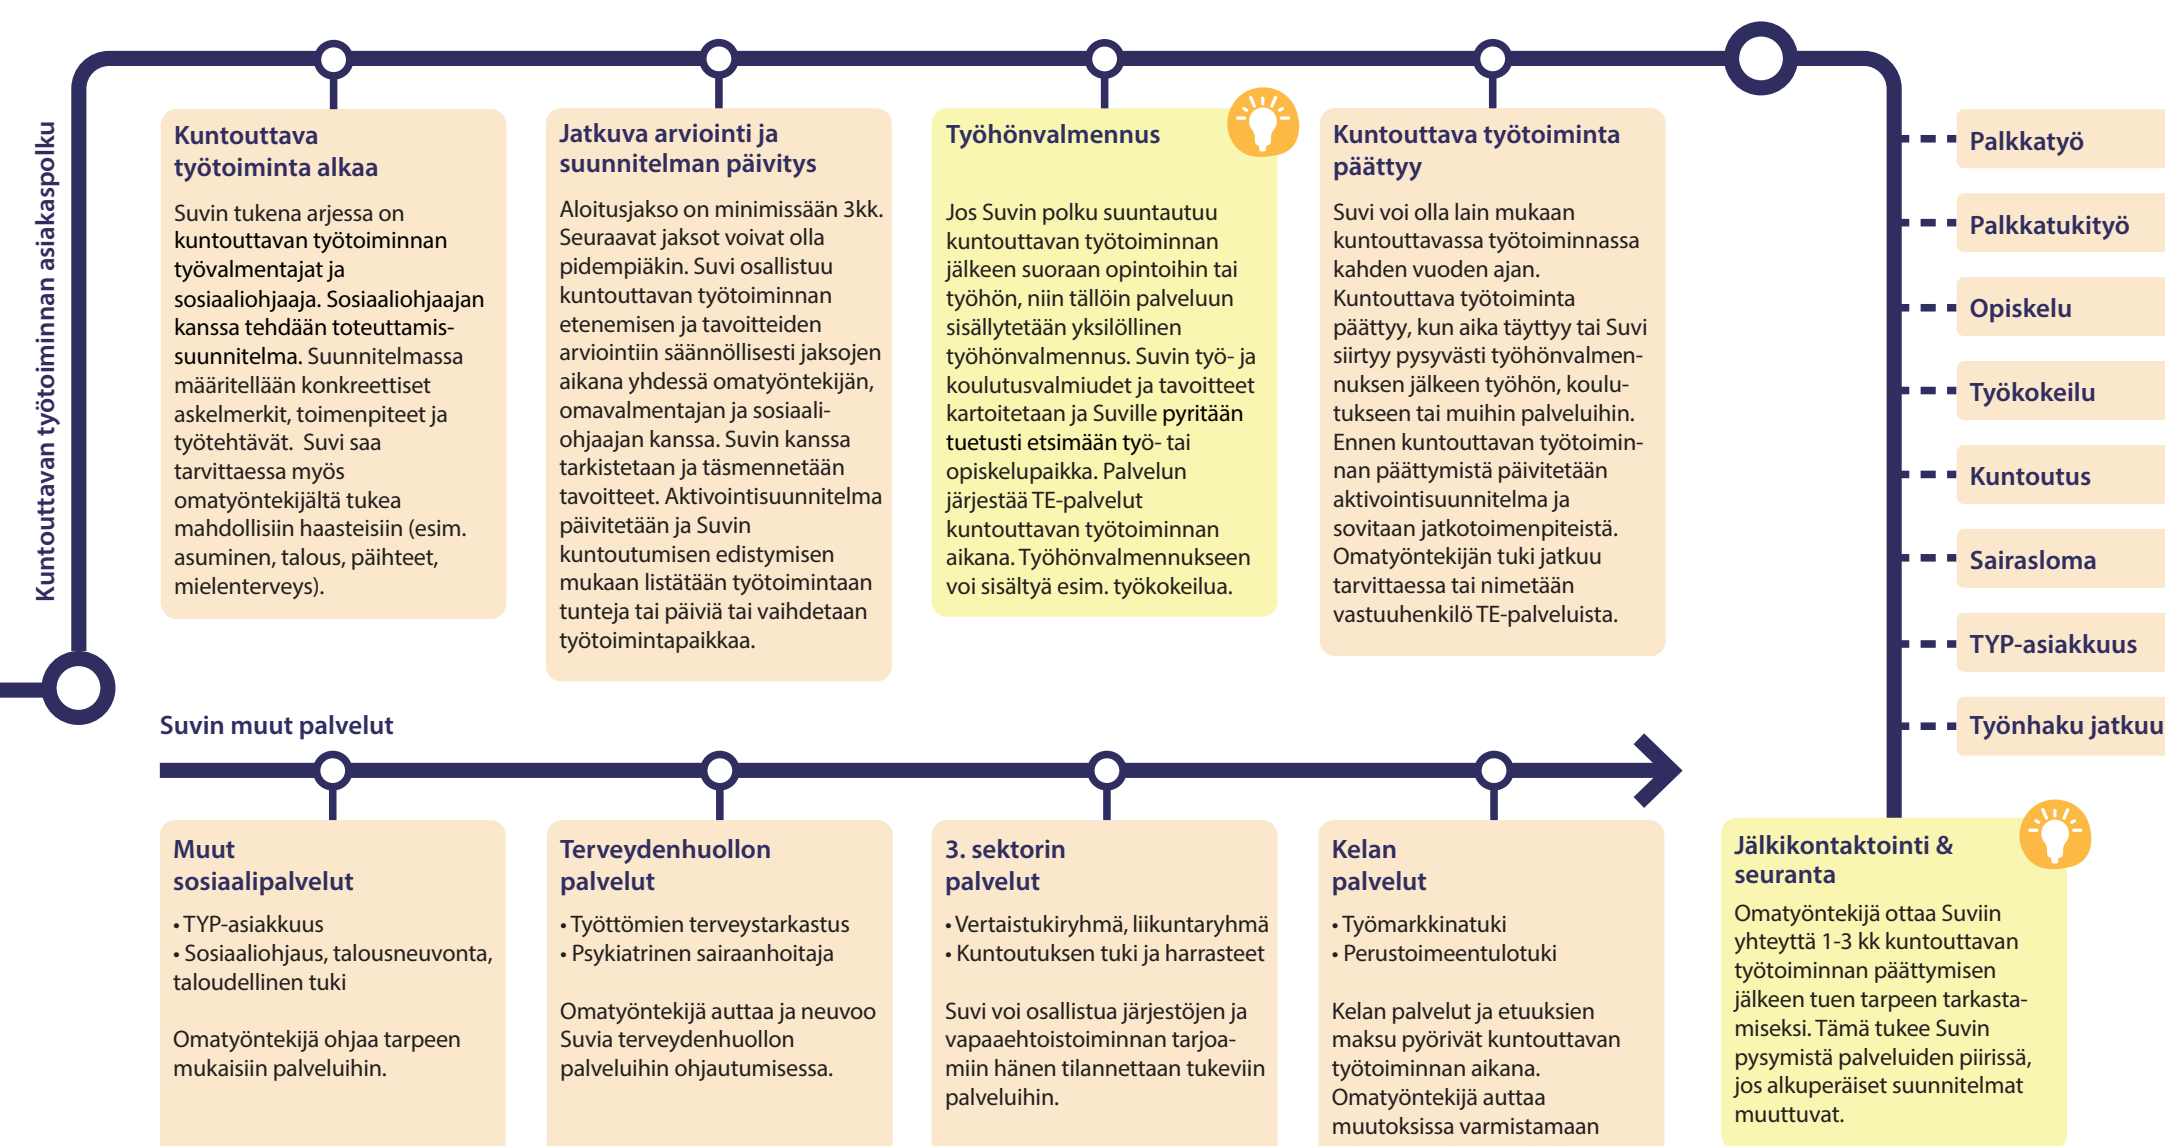 Kuntouttavan työtoiminnan asiakaspolku
Kuntouttava
työtoiminta alkaa
Suvin tukena arjessa on
kuntouttavan työtoiminnan
työvalmentajat ja
sosiaaliohjaaja. Sosiaaliohjaajan
kanssa tehdään toteuttamis-
suunnitelma. Suunnitelmassa
määritellään konkreettiset
askelmerkit, toimenpiteet ja
työtehtävät. Suvi saa
tarvittaessa myös
omatyöntekijältä tukea
mahdollisiin haasteisiin (esim.
asuminen, talous, päihteet,
mielenterveys).
Jatkuva arviointi ja
suunnitelman päivitys
Aloitusjakso on minimissään 3kk.
Seuraavat jaksot voivat olla
pidempiäkin. Suvi osallistuu
kuntouttavan työtoiminnan
etenemisen ja tavoitteiden
arviointiin säännöllisesti jaksojen
aikana yhdessä omatyöntekijän,
omavalmentajan ja sosiaali-
ohjaajan kanssa. Suvin kanssa
tarkistetaan ja täsmennetään
tavoitteet. Aktivointisuunnitelma
päivitetään ja Suvin
kuntoutumisen edistymisen
mukaan listätään työtoimintaan
tunteja tai päiviä tai vaihdetaan
työtoimintapaikkaa.
Työhönvalmennus
Jos Suvin polku suuntautuu
kuntouttavan työtoiminnan
jälkeen suoraan opintoihin tai
työhön, niin tällöin palveluun
sisällytetään yksilöllinen
työhönvalmennus. Suvin työ- ja
koulutusvalmiudet ja tavoitteet
kartoitetaan ja Suville pyritään
tuetusti etsimään työ- tai
opiskelupaikka. Palvelun
järjestää TE-palvelut
kuntouttavan työtoiminnan
aikana. Työhönvalmennukseen
voi sisältyä esim. työkokeilua.
Kuntouttava työtoiminta
päättyy
Suvi voi olla lain mukaan
kuntouttavassa työtoiminnassa
kahden vuoden ajan.
Kuntouttava työtoiminta
päättyy, kun aika täyttyy tai Suvi
siirtyy pysyvästi työhönvalmen-
nuksen jälkeen työhön, koulu-
tukseen tai muihin palveluihin.
Ennen kuntouttavan työtoimin-
nan päättymistä päivitetään
aktivointisuunnitelma ja
sovitaan jatkotoimenpiteistä.
Omatyöntekijän tuki jatkuu
tarvittaessa tai nimetään
vastuuhenkilö TE-palveluista.
Palkkatyö
Palkkatukityö
Opiskelu
Työkokeilu
Kuntoutus
Sairasloma
TYP-asiakkuus
Työnhaku jatkuu
Suvin muut palvelut
Muut
sosiaalipalvelut
• TYP-asiakkuus
• Sosiaaliohjaus, talousneuvonta,
taloudellinen tuki
Omatyöntekijä ohjaa tarpeen
mukaisiin palveluihin.
Terveydenhuollon
palvelut
• Työttömien terveystarkastus
• Psykiatrinen sairaanhoitaja
Omatyöntekijä auttaa ja neuvoo
Suvia terveydenhuollon
palveluihin ohjautumisessa.
3. sektorin
palvelut
• Vertaistukiryhmä, liikuntaryhmä
• Kuntoutuksen tuki ja harrasteet
Suvi voi osallistua järjestöjen ja
vapaaehtoistoiminnan tarjoa-
miin hänen tilannettaan tukeviin
palveluihin.
Kelan
palvelut
• Työmarkkinatuki
• Perustoimeentulotuki
Kelan palvelut ja etuuksien
maksu pyörivät kuntouttavan
työtoiminnan aikana.
Omatyöntekijä auttaa
muutoksissa varmistamaan
Jälkikontaktointi &
seuranta
Omatyöntekijä ottaa Suviin
yhteyttä 1-3 kk kuntouttavan
työtoiminnan päättymisen
jälkeen tuen tarpeen tarkasta-
miseksi. Tämä tukee Suvin
pysymistä palveluiden piirissä,
jos alkuperäiset suunnitelmat
muuttuvat.